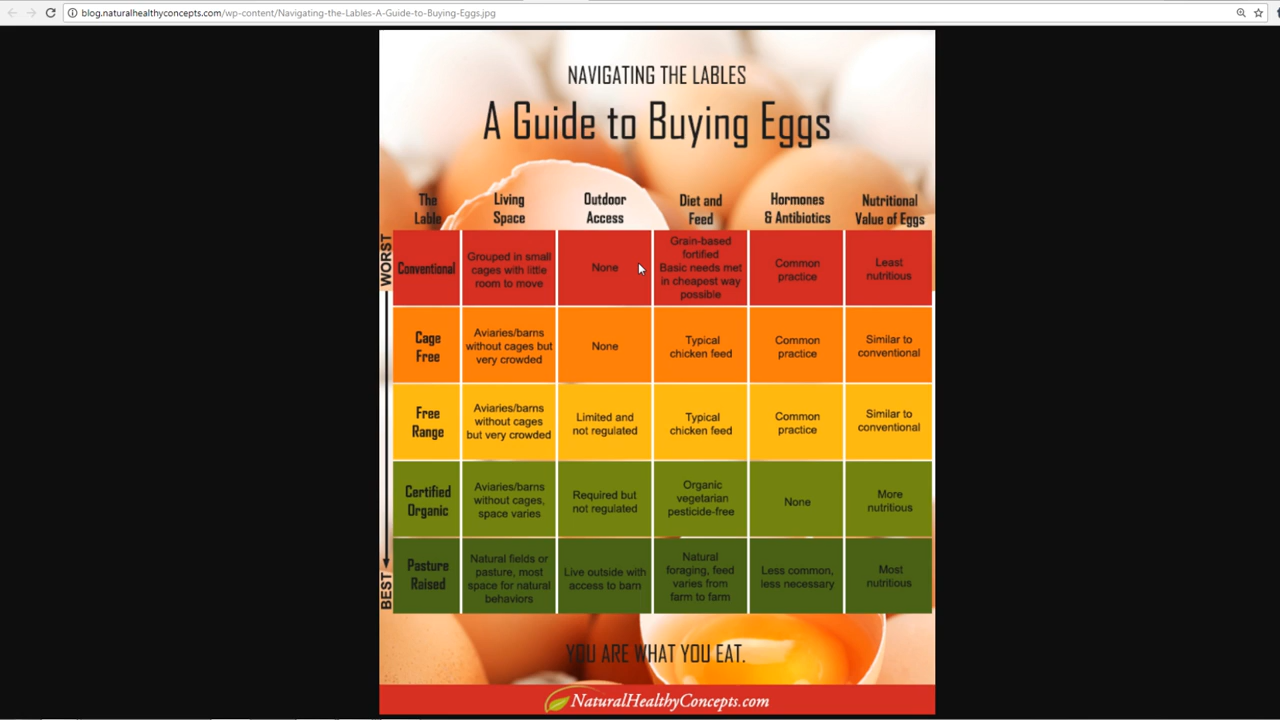 blog.naturalhealthyconcepts.com/wp-content/Navigating-the-Lables-A-Guide-to-Buying-Eggs.jpg
NAVIGATING THE LABLES
A Guide to Buying Eggs
The
Lable
Living
Space
Outdoor
Access
Diet and
Feed
Hormones
& Antibiotics
Nutritional
Value of Eggs
WORST
Conventional
Grouped in small
cages with little
room to move
None
Grain-based
fortified
Basic needs met
in cheapest way
possible
Common
practice
Least
nutritious
Cage
Free
Aviaries/barns
without cages but
very crowded
None
Typical
chicken feed
Common
practice
Similar to
conventional
Free
Range
Aviaries/barns
without cages
but very crowded
Limited and
not regulated
Typical
chicken feed
Common
practice
Similar to
conventional
Certified
Organic
Aviaries/barns
without cages,
space varies
Required but
not regulated
Organic
vegetarian
pesticide-free
None
More
nutritious
BEST
Pasture
Raised
Natural fields or
pasture, most
space for natural
behaviors
Live outside with
access to barn
Natural
foraging, feed
varies from
farm to farm
Less common,
less necessary
Most
nutritious
YOU ARE WHAT YOU EAT.
NaturalHealthyConcepts.com